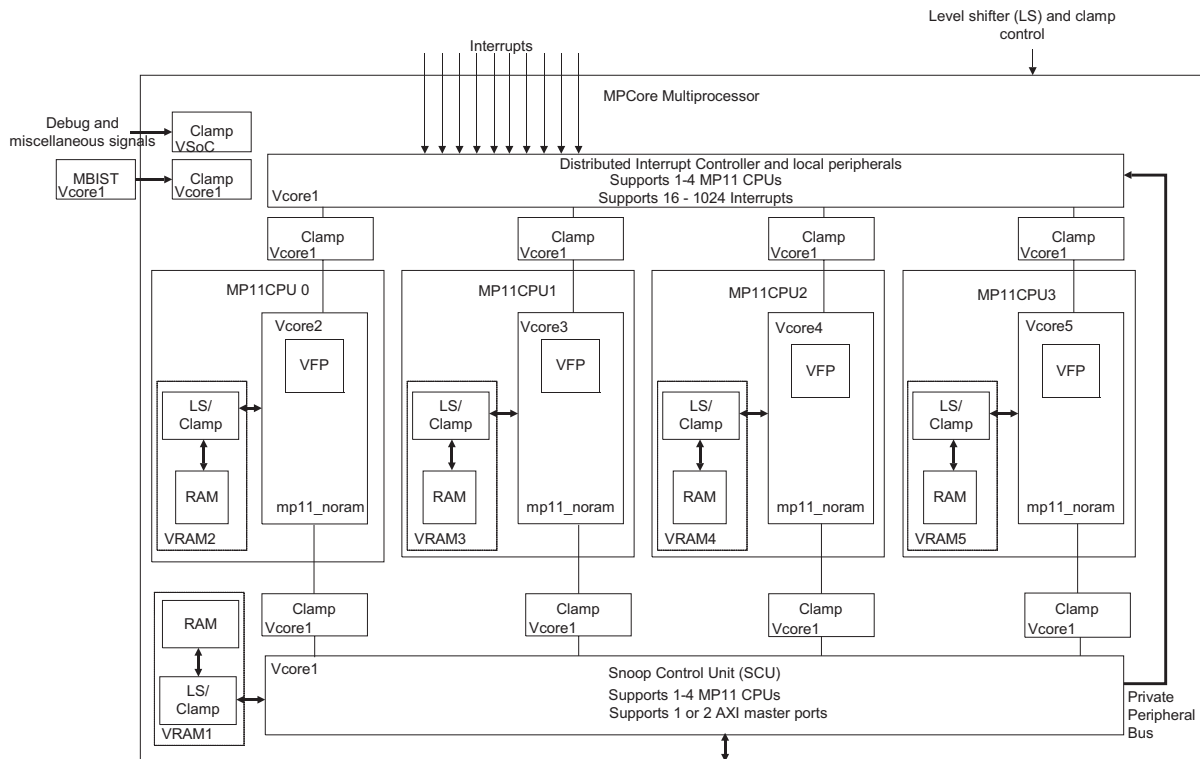 Level shifter (LS) and clamp
control
Interrupts
MPCore Multiprocessor
Debug and
miscellaneous signals
Clamp
VSoC
MBIST
Vcore1
Clamp
Vcore1
Distributed Interrupt Controller and local peripherals
Supports 1-4 MP11 CPUs
Supports 16 - 1024 Interrupts
Vcore1
Clamp
Vcore1
Clamp
Vcore1
Clamp
Vcore1
Clamp
Vcore1
MP11CPU 0
Vcore2
VFP
LS/
Clamp
RAM
VRAM2
mp11_noram
MP11CPU1
Vcore3
VFP
LS/
Clamp
RAM
VRAM3
mp11_noram
MP11CPU2
Vcore4
VFP
LS/
Clamp
RAM
VRAM4
mp11_noram
MP11CPU3
Vcore5
VFP
LS/
Clamp
RAM
VRAM5
mp11_noram
Clamp
Vcore1
Clamp
Vcore1
Clamp
Vcore1
Clamp
Vcore1
RAM
LS/
Clamp
VRAM1
Vcore1
Snoop Control Unit (SCU)
Supports 1-4 MP11 CPUs
Supports 1 or 2 AXI master ports
Private
Peripheral
Bus